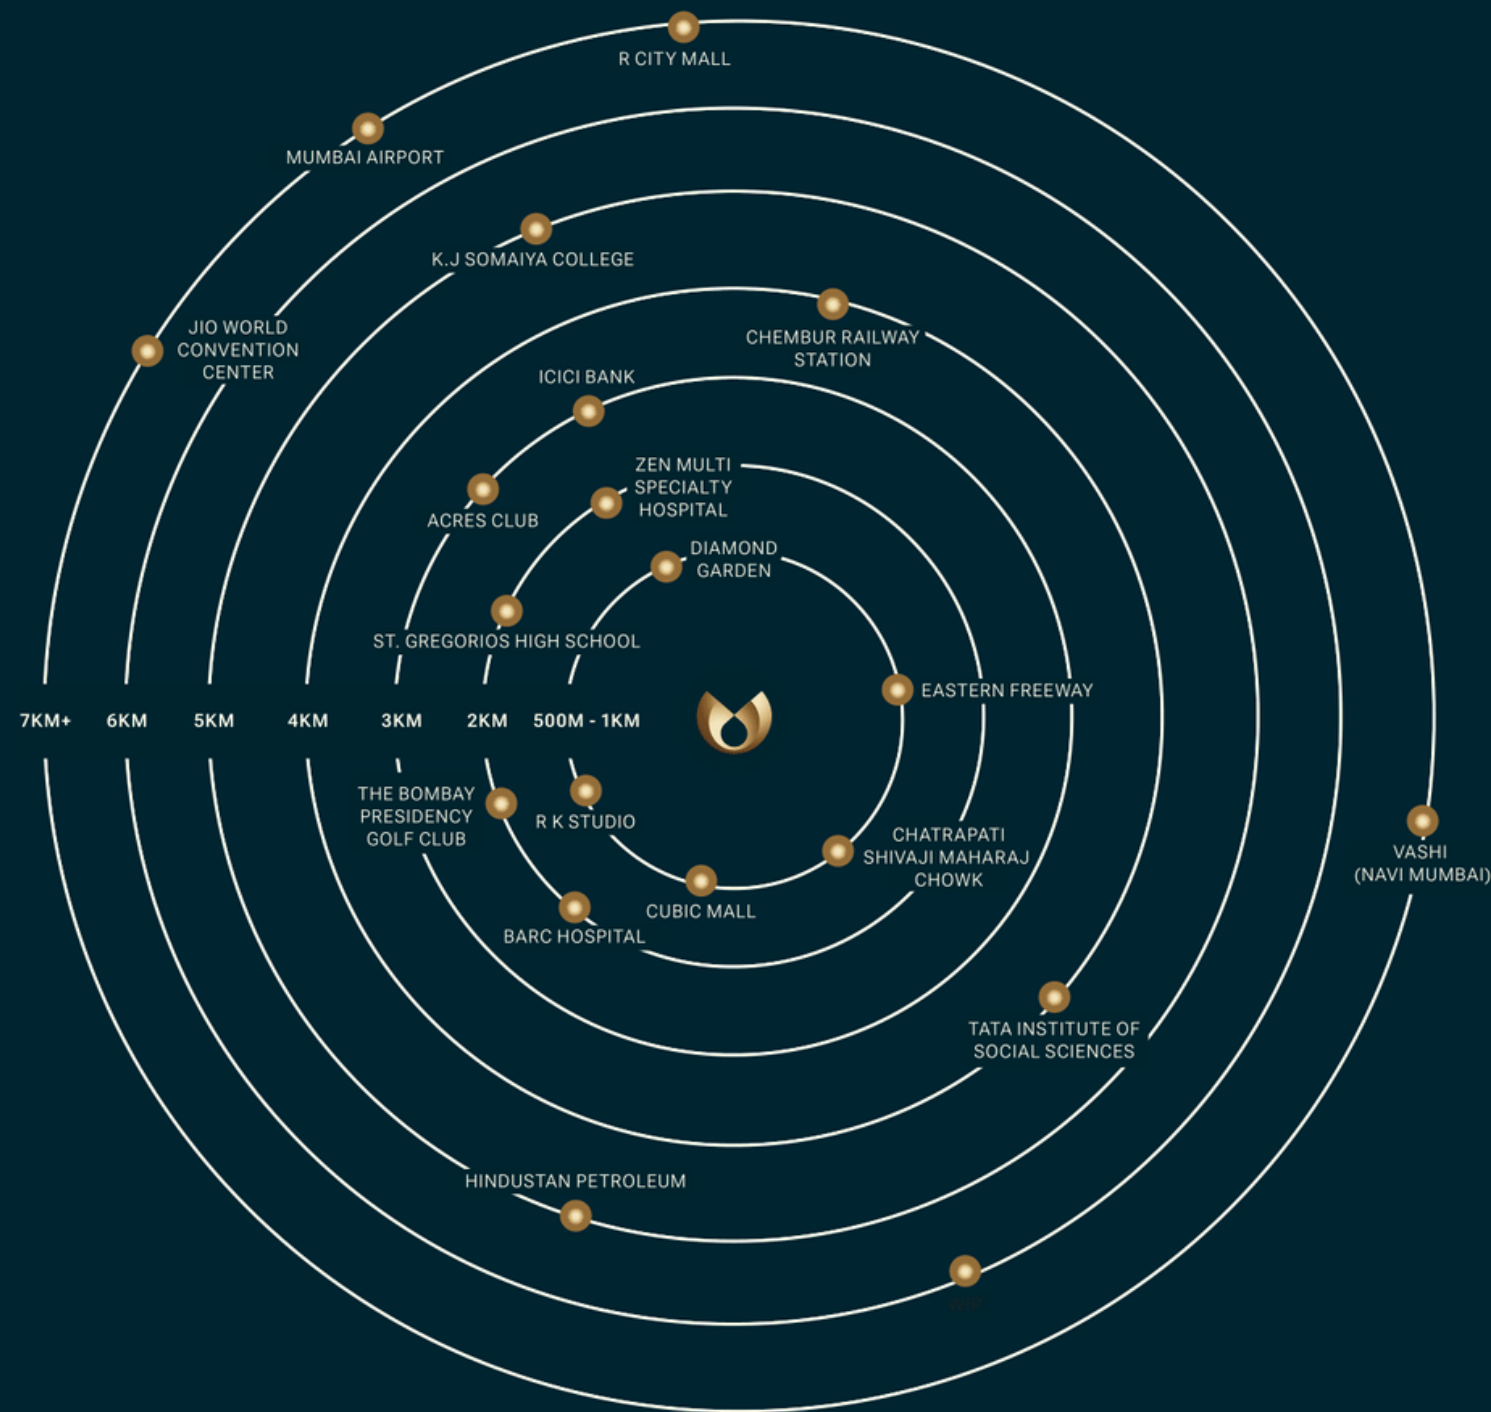 R CITY MALL
MUMBAI AIRPORT
K.J SOMAIYA COLLEGE
JIO WORLD
CONVENTION
CENTER
CHEMBUR RAILWAY
STATION
ICICI BANK
ZEN MULTI
SPECIALTY
HOSPITAL
ACRES CLUB
DIAMOND
GARDEN
ST. GREGORIOS HIGH SCHOOL
EASTERN FREEWAY
7KM+ 6KM 5KM 4KM 3KM 2KM 500M - 1KM
THE BOMBAY
PRESIDENCY
GOLF CLUB
R K STUDIO
CHATRAPATI
SHIVAJI MAHARAJ
CHOWK
VASHI
(NAVI MUMBAI)
CUBIC MALL
BARC HOSPITAL
TATA INSTITUTE OF
SOCIAL SCIENCES
HINDUSTAN PETROLEUM